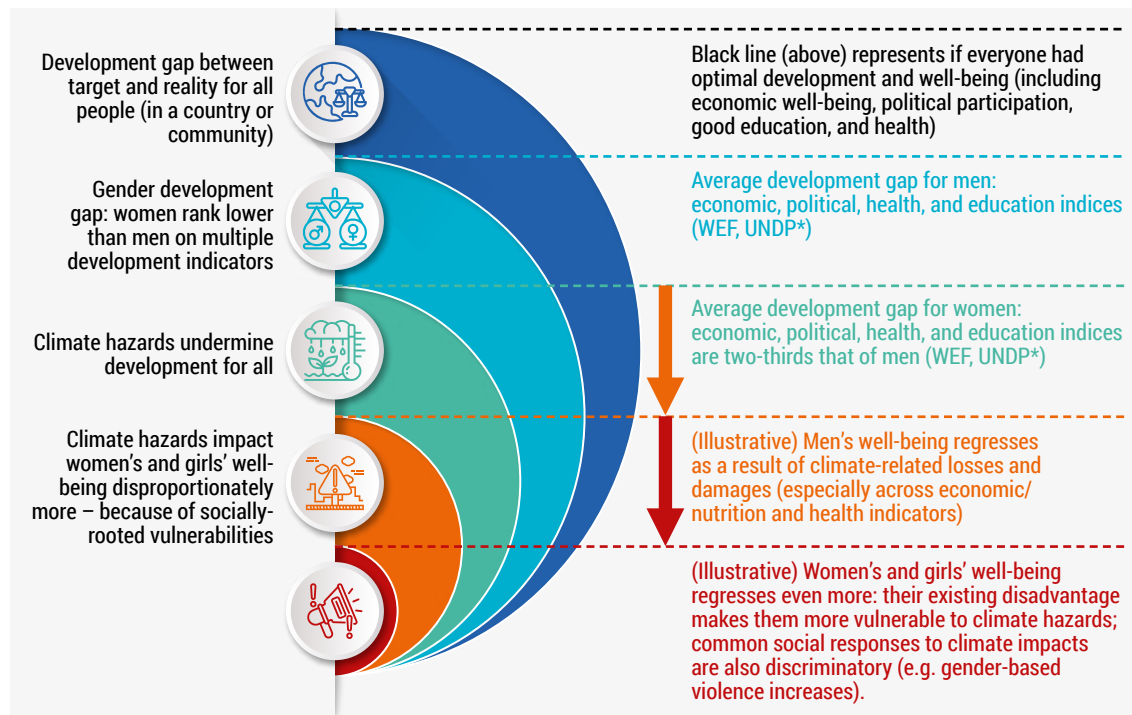 Development gap between
target and reality for all
people (in a country or
community)
Black line (above) represents if everyone had
optimal development and well-being (including
economic well-being, political participation,
good education, and health)
Gender development
gap: women rank lower
than men on multiple
development indicators
Average development gap for men:
economic, political, health, and education indices
(WEF, UNDP*)
Climate hazards undermine
development for all
Average development gap for women:
economic, political, health, and education indices
are two-thirds that of men (WEF, UNDP*)
Climate hazards impact
women’s and girls’ well-
being disproportionately
more – because of socially-
rooted vulnerabilities
(Illustrative) Men’s well-being regresses
as a result of climate-related losses and
damages (especially across economic/
nutrition and health indicators)
(Illustrative) Women’s and girls’ well-being
regresses even more: their existing disadvantage
makes them more vulnerable to climate hazards;
common social responses to climate impacts
are also discriminatory (e.g. gender-based
violence increases).